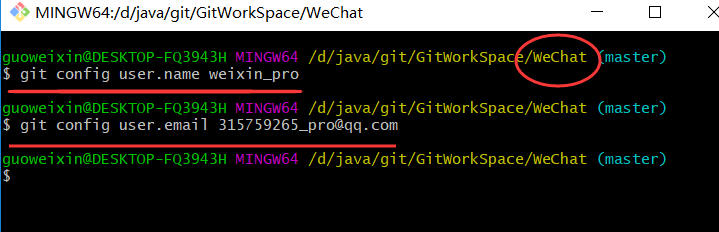 MINGW64:/d/java/git/GitWorkSpace/WeChat
guoweixin@DESKTOP-FQ3943H MINGW64 /d/java/git/GitWorkSpace/WeChat (master)
$ git config user.name weixin_pro
guoweixin@DESKTOP-FQ3943H MINGW64 /d/java/git/GitWorkSpace/WeChat (master)
$ git config user.email 315759265_pro@qq.com
guoweixin@DESKTOP-FQ3943H MINGW64 /d/java/git/GitWorkSpace/WeChat (master)
$